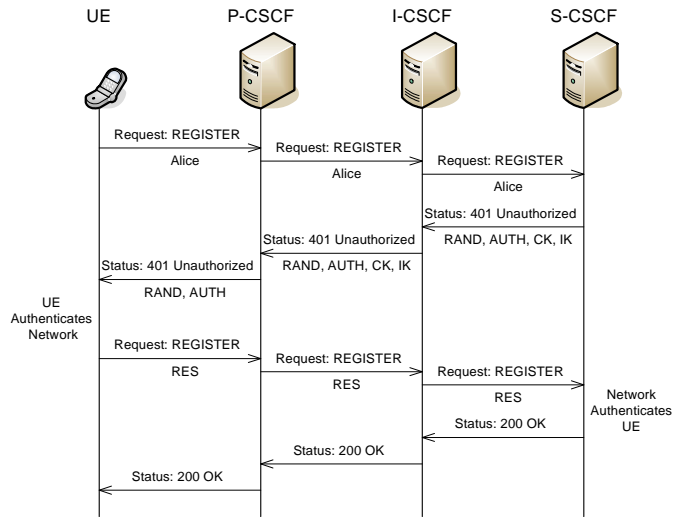 UE
P-CSCF
I-CSCF
S-CSCF
Request: REGISTER
Alice
Request: REGISTER
Alice
Request: REGISTER
Alice
Status: 401 Unauthorized
RAND, AUTH, CK, IK
Status: 401 Unauthorized
RAND, AUTH, CK, IK
Status: 401 Unauthorized
RAND, AUTH
UE
Authenticates
Network
Request: REGISTER
RES
Request: REGISTER
RES
Request: REGISTER
RES
Network
Authenticates
UE
Status: 200 OK
Status: 200 OK
Status: 200 OK